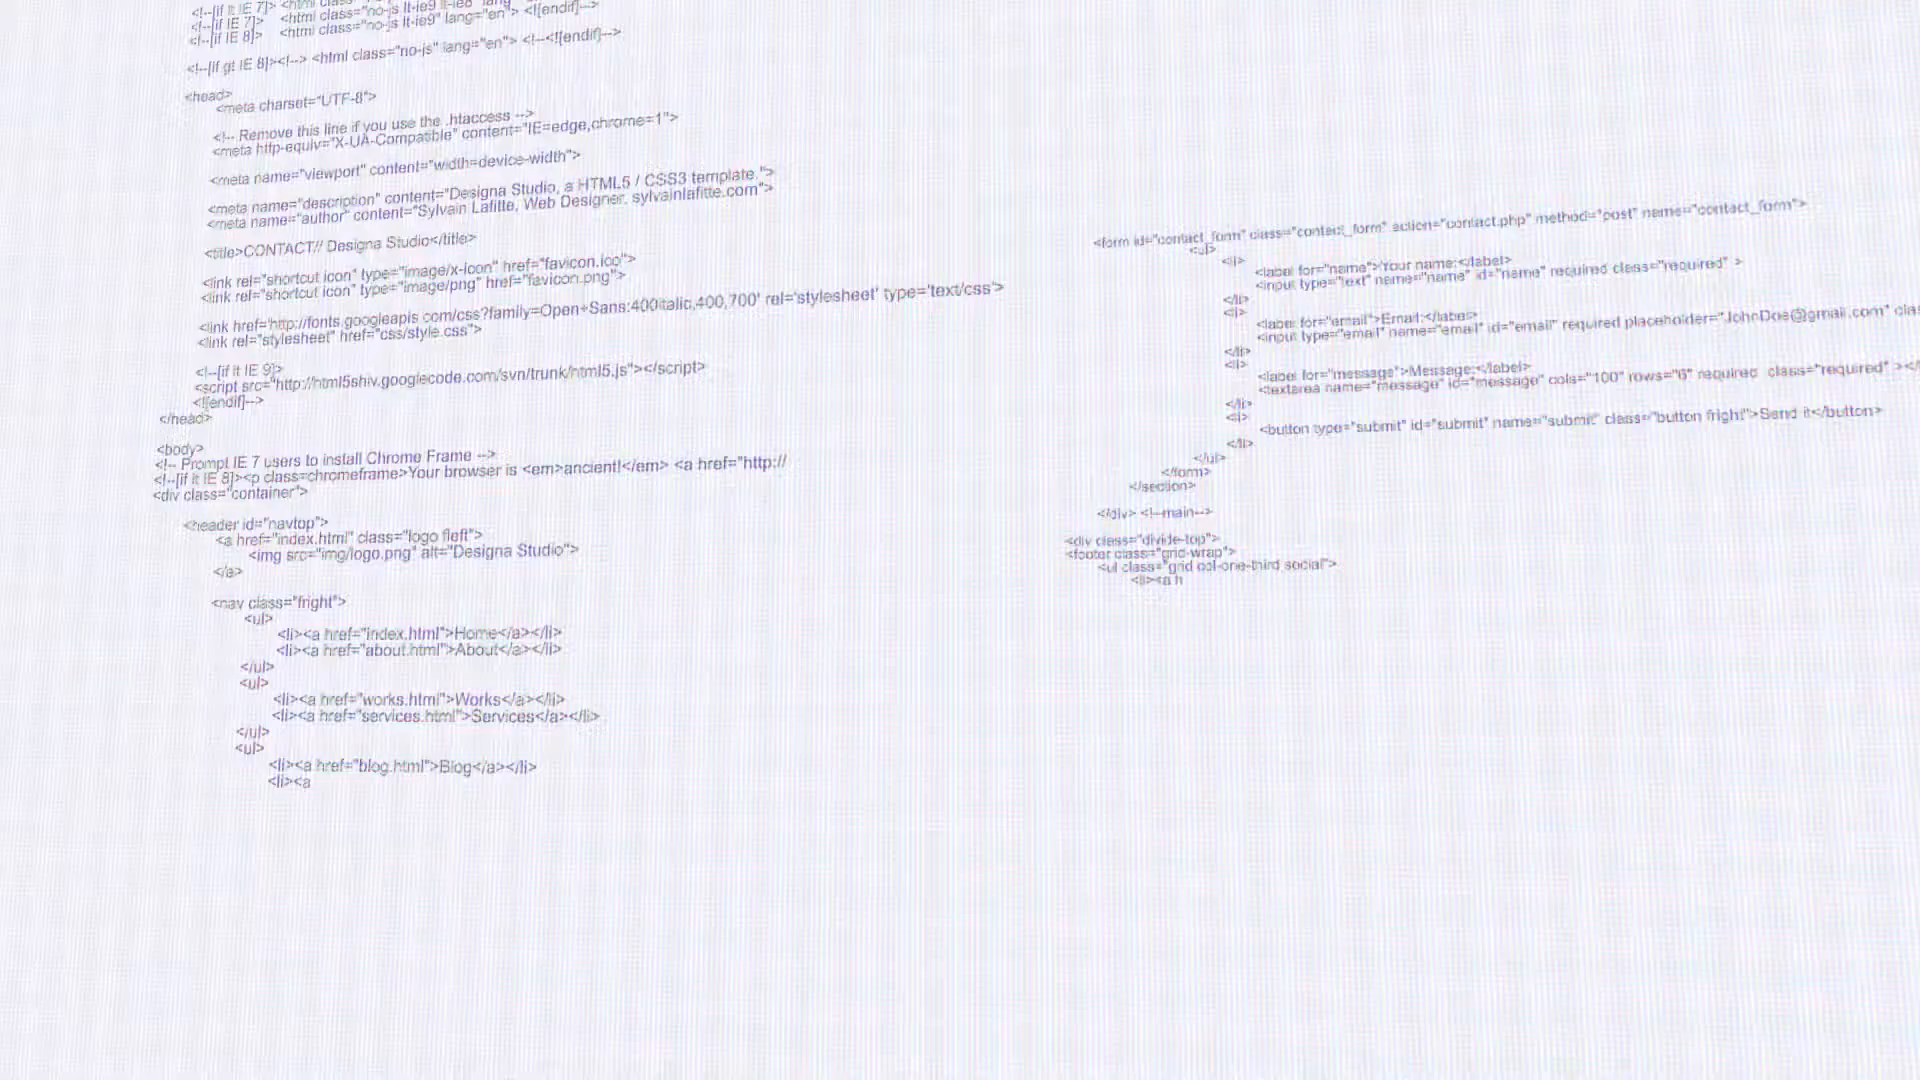 <!--[if lt IE 7]> <html class="no-js lt-ie9 lt-ie8 lang
<!--[if IE 7]> <html class="no-js lt-ie9 lt-ie8 lang
<!--[if IE 8]> <html class="no-js lt-ie9" lang="en"> <![endif]-->
<!--[if gt IE 8]><!--> <html class="no-js" lang="en"> <!--<![endif]-->
<head>
<meta charset="UTF-8">
<!-- Remove this line if you use the .htaccess -->
<meta http-equiv="X-UA-Compatible" content="IE=edge,chrome=1">
<meta name="viewport" content="width=device-width">
<meta name="description" content="Designa Studio, a HTML5 / CSS3 template.">
<meta name="author" content="Sylvain Lafitte, Web Designer, sylvainlafitte.com">
<title>CONTACT// Designa Studio</title>
<link rel="shortcut icon" type="image/x-icon" href="favicon.ico">
<link rel="shortcut icon" type="image/png" href="favicon.png">
<link href='http://fonts.googleapis.com/css?family=Open+Sans:400italic,400,700' rel='stylesheet' type='text/css'>
<link rel="stylesheet" href="css/style.css">
<!--[if lt IE 9]>
<script src="http://html5shiv.googlecode.com/svn/trunk/html5.js"></script>
<![endif]-->
</head>
<body>
<!-- Prompt IE 7 users to install Chrome Frame -->
<!--[if lt IE 8]><p class=chromeframe>Your browser is <em>ancient!</em> <a href="http://
<div class="container">
<header id="navtop">
<a href="index.html" class="logo fleft">
<img src="img/logo.png" alt="Designa Studio">
</a>
<nav class="fright">
<ul>
<li><a href="index.html">Home</a></li>
<li><a href="about.html">About</a></li>
</ul>
<ul>
<li><a href="works.html">Works</a></li>
<li><a href="services.html">Services</a></li>
</ul>
<ul>
<li><a href="blog.html">Blog</a></li>
<li><a
<form id="contact_form" class="contact_form" action="contact.php" method="post" name="contact_form">
<ul>
<li>
<label for="name">Your name:</label>
<input type="text" name="name" id="name" required class="required" >
</li>
<li>
<label for="email">Email:</label>
<input type="email" name="email" id="email" required placeholder="JohnDoe@gmail.com" clas
</li>
<li>
<label for="message">Message:</label>
<textarea name="message" id="message" cols="100" rows="6" required class="required" ></
</li>
<li>
<button type="submit" id="submit" name="submit" class="button fright">Send it</button>
</li>
</ul>
</form>
</section>
</div> <!--main-->
<div class="divide-top">
<footer class="grid-wrap">
<ul class="grid col-one-third social">
<li><a h